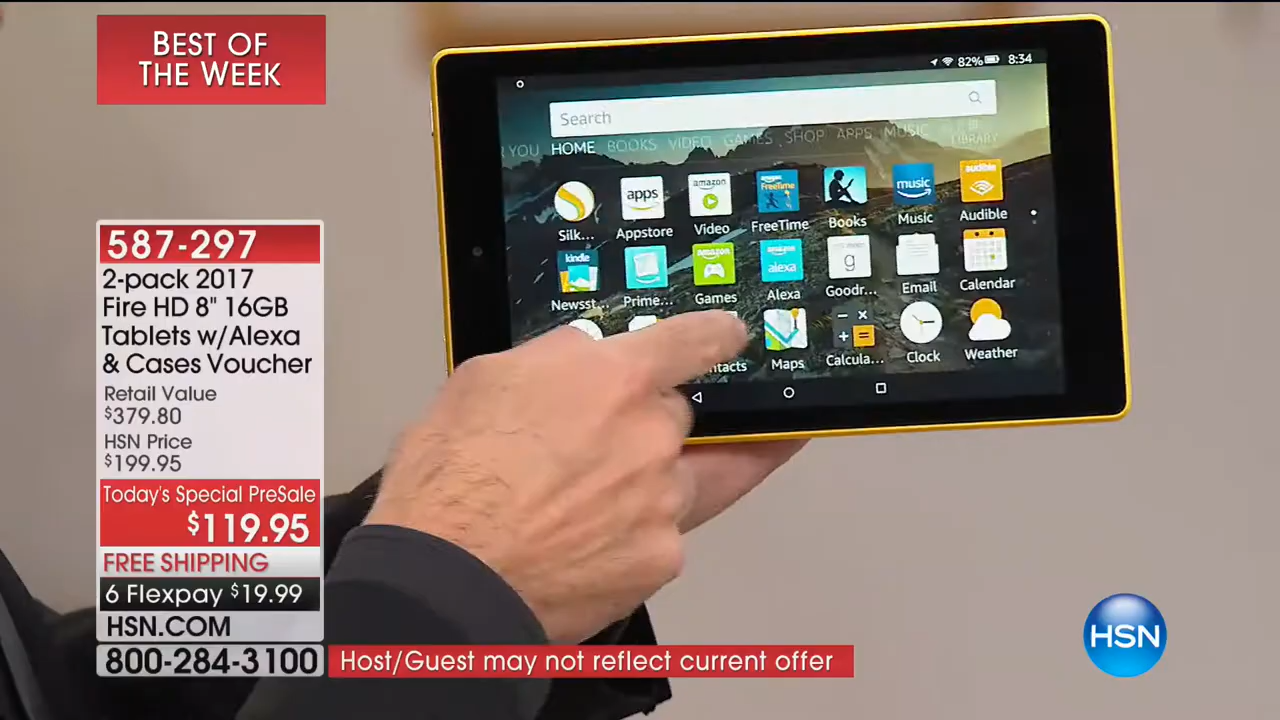 BEST OF
THE WEEK
587-297
2-pack 2017
Fire HD 8" 16GB
Tablets w/Alexa
& Cases Voucher
Retail Value
$379.80
HSN Price
$199.95
Today's Special PreSale
$119.95
FREE SHIPPING
6 Flexpay $19.99
HSN.COM
800-284-3100
Host/Guest may not reflect current offer
HSN
82% 8:34
Search
YOU HOME BOOKS VIDEO GAMES SHOP APPS MUSIC LIBRARY
apps amazon amazon FreeTime music audible
Silk... Appstore Video FreeTime Books Music Audible
kindle amazon amazon alexa g
Newsst... Prime... Games Alexa Goodr... Email Calendar
ntacts Maps Calcula... Clock Weather